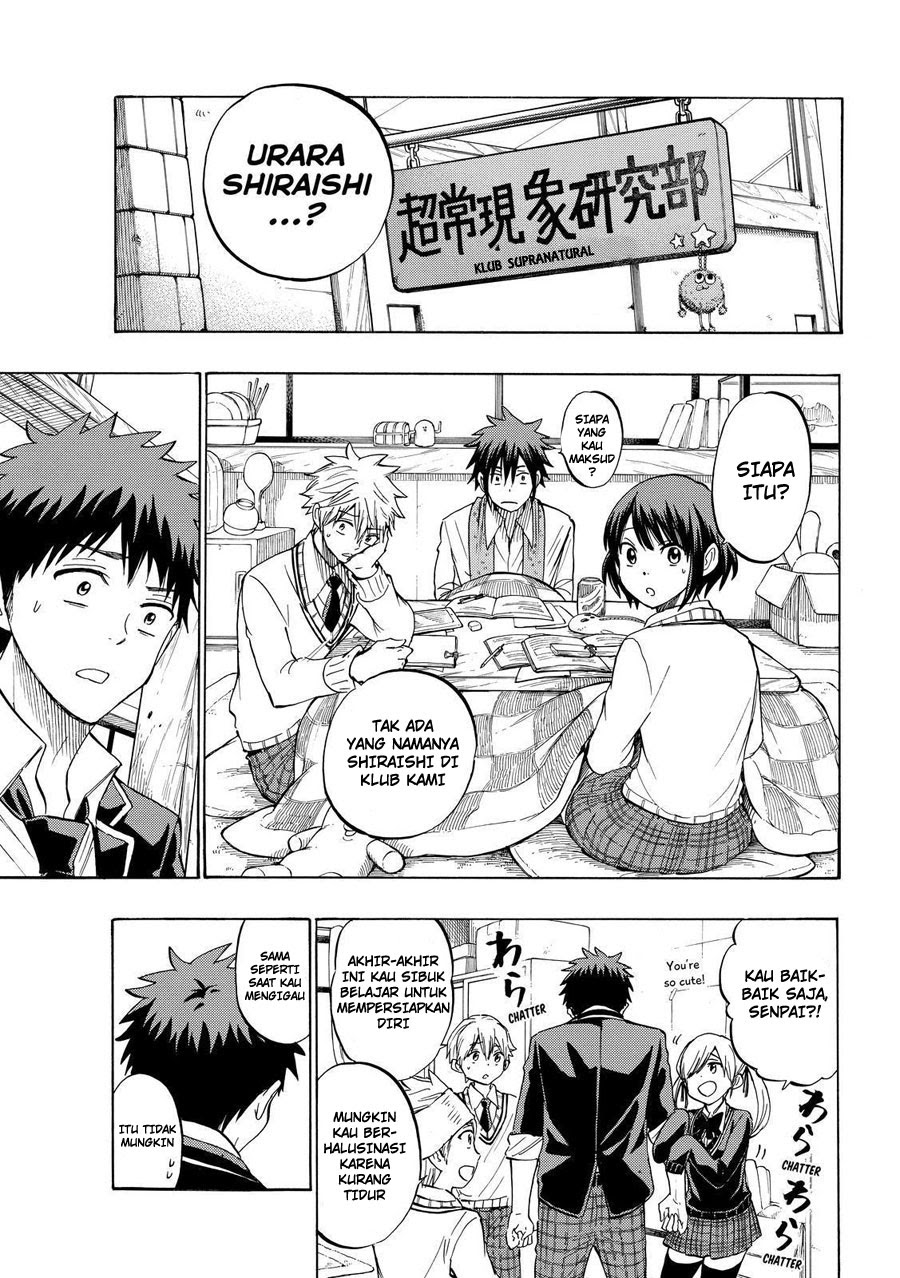 URARA
SHIRAISHI
...?
超常現象研究部
KLUB SUPRANATURAL
SIAPA
ITU?
SIAPA
YANG
KAU
MAKSUD
?
TAK ADA
YANG NAMANYA
SHIRAISHI DI
KLUB KAMI
KAU BAIK-
BAIK SAJA,
SENPAI?!
You're
so cute!
わら
CHATTER
わら
CHATTER
わら
CHATTER
AKHIR-AKHIR
INI KAU SIBUK
BELAJAR UNTUK
MEMPERSIAPKAN
DIRI
MUNGKIN
KAU BER-
HALUSINASI
KARENA
KURANG
TIDUR
SAMA
SEPERTI
SAAT KAU
MENGIGAU
ITU TIDAK
MUNGKIN